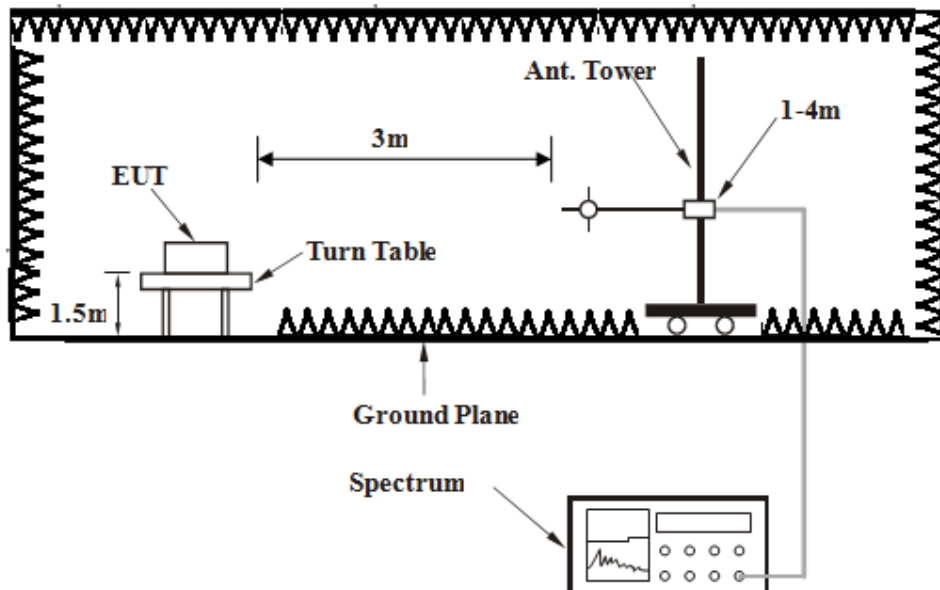 Ant. Tower
1-4m
3m
EUT
Turn Table
1.5m
Ground Plane
Spectrum